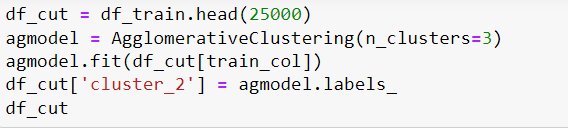 df_cut = df_train.head(25000)
agmodel = AgglomerativeClustering(n_clusters=3)
agmodel.fit(df_cut[train_col])
df_cut['cluster_2'] = agmodel.labels_
df_cut